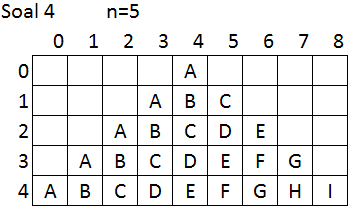 Soal 4 n=5
0 1 2 3 4 5 6 7 8
0 A
1 A B C
2 A B C D E
3 A B C D E F G
4 A B C D E F G H I